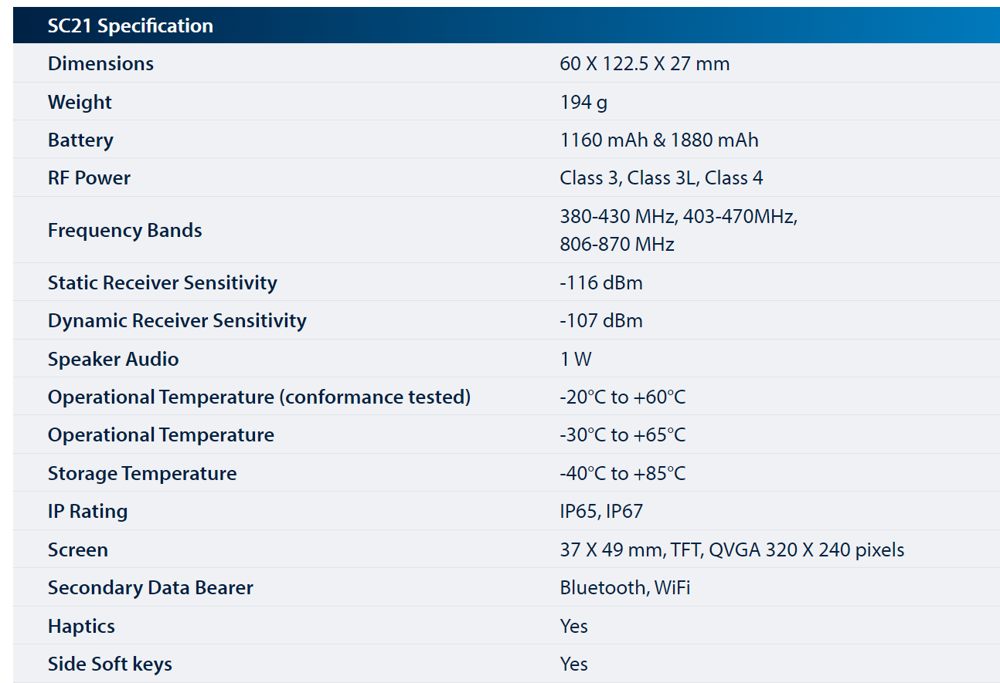 SC21 Specification
Dimensions 60 X 122.5 X 27 mm
Weight 194 g
Battery 1160 mAh & 1880 mAh
RF Power Class 3, Class 3L, Class 4
Frequency Bands 380-430 MHz, 403-470MHz,
806-870 MHz
Static Receiver Sensitivity -116 dBm
Dynamic Receiver Sensitivity -107 dBm
Speaker Audio 1 W
Operational Temperature (conformance tested) -20°C to +60°C
Operational Temperature -30°C to +65°C
Storage Temperature -40°C to +85°C
IP Rating IP65, IP67
Screen 37 X 49 mm, TFT, QVGA 320 X 240 pixels
Secondary Data Bearer Bluetooth, WiFi
Haptics Yes
Side Soft keys Yes